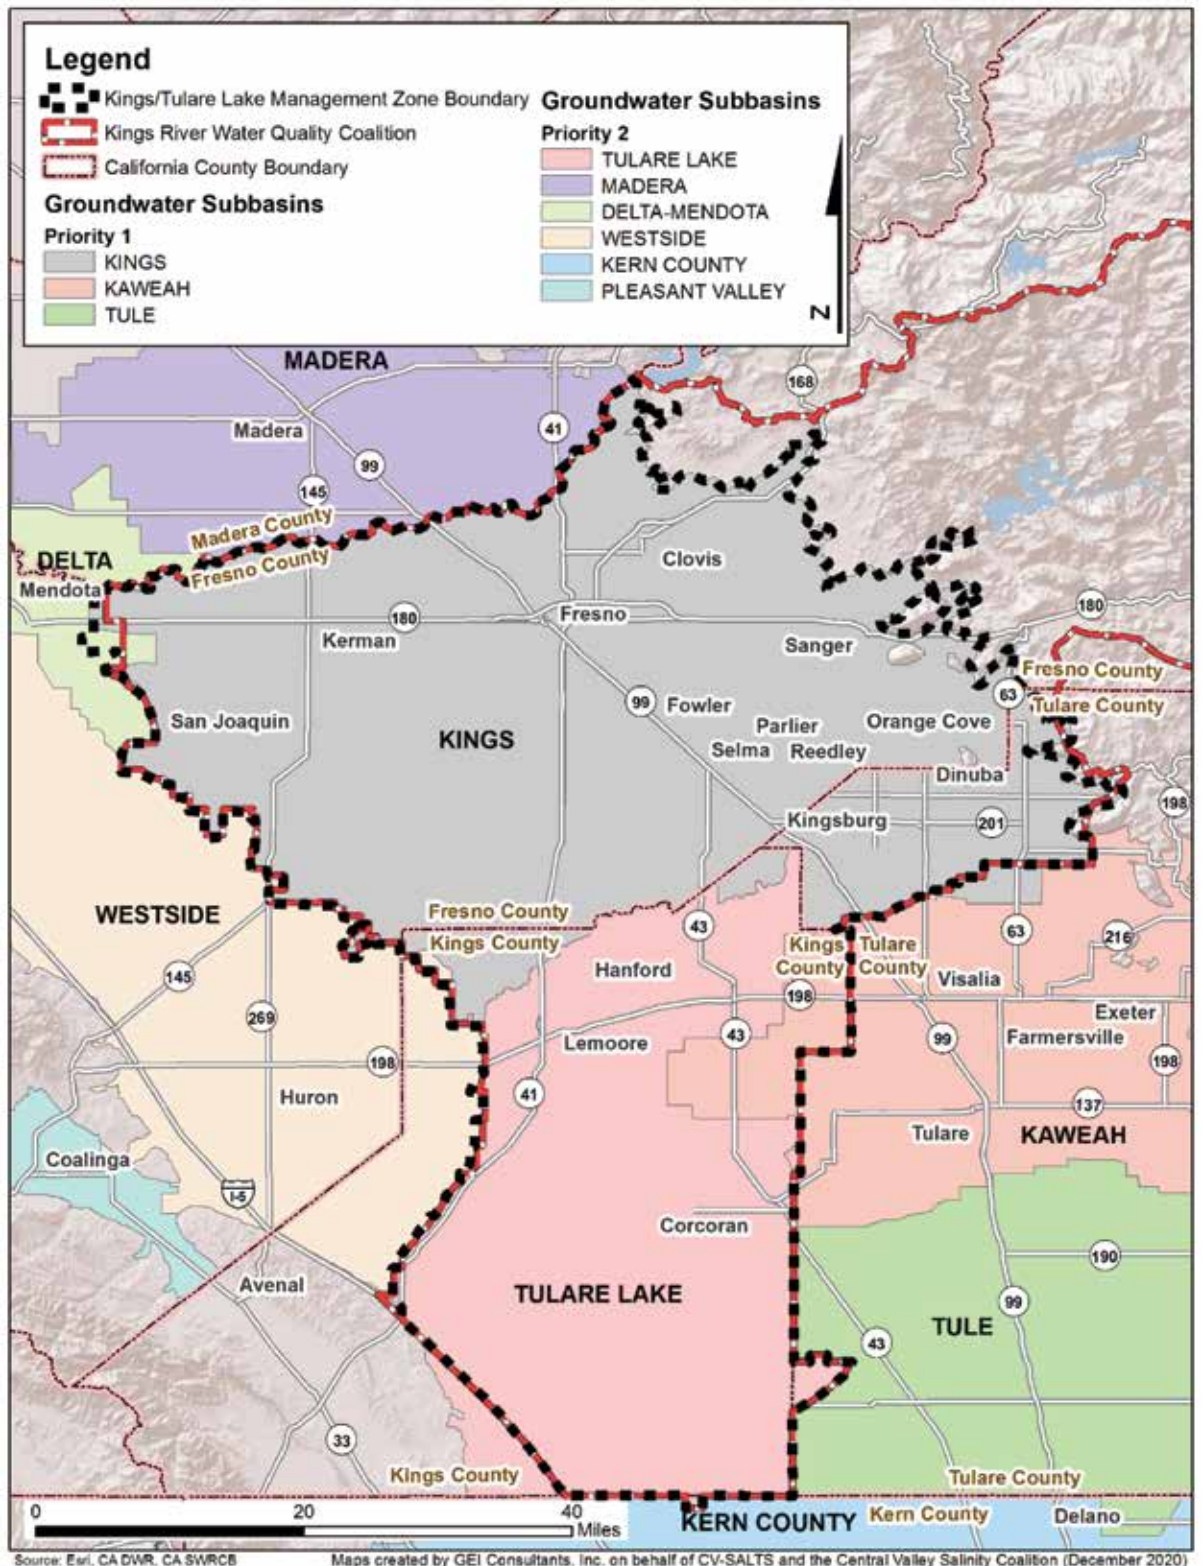 Legend
Kings/Tulare Lake Management Zone Boundary
Kings River Water Quality Coalition
California County Boundary
Groundwater Subbasins
Priority 1
KINGS
KAWEAH
TULE
Groundwater Subbasins
Priority 2
TULARE LAKE
MADERA
DELTA-MENDOTA
WESTSIDE
KERN COUNTY
PLEASANT VALLEY
N
MADERA
168
41
Madera
99
145
Madera County
Fresno County
DELTA
Mendota
Clovis
180
Fresno
180
Kerman
Sanger
Fresno County
63
Tulare County
99
Fowler
San Joaquin
Parlier
Orange Cove
KINGS
Selma
Reedley
Dinuba
198
Kingsburg
201
WESTSIDE
Fresno County
Kings County
43
63
216
Kings County
Tulare County
Hanford
Visalia
145
198
Exeter
269
43
99
Farmersville
Lemoore
198
198
Huron
41
137
Tulare
KAWEAH
Coalinga
I-5
Corcoran
190
Avenal
TULARE LAKE
99
TULE
43
33
Kings County
Tulare County
0
20
40
Miles
KERN COUNTY
Kern County
Delano
Source: Esri, CA DWR, CA SWRCB
Maps created by GEI Consultants, Inc. on behalf of CV-SALTS and the Central Valley Salinity Coalition (December 2020)